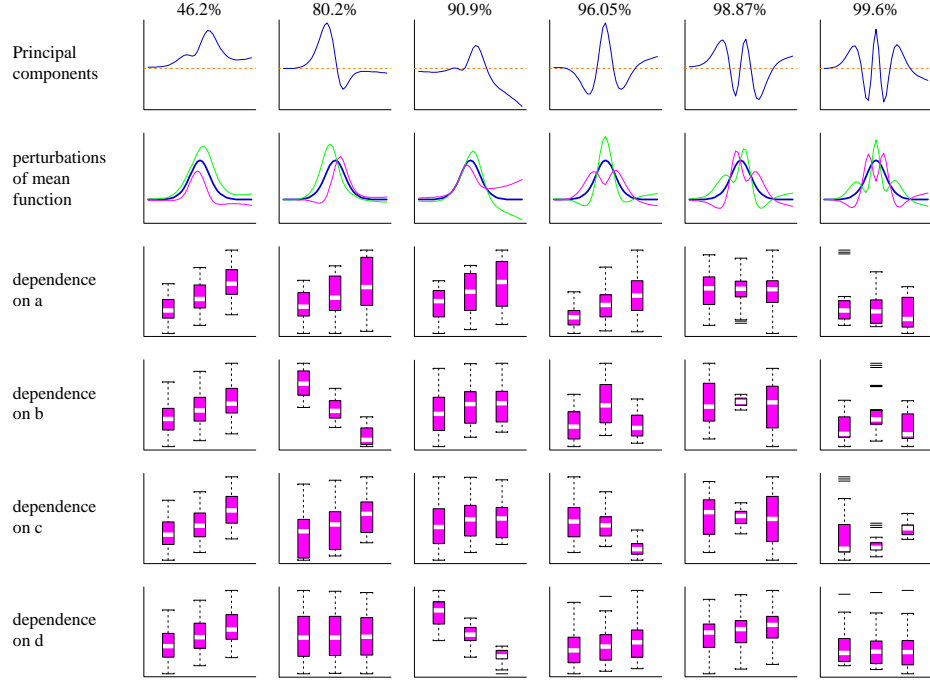 46.2% 80.2% 90.9% 96.05% 98.87% 99.6%
Principal
components
perturbations
of mean
function
dependence
on a
dependence
on b
dependence
on c
dependence
on d